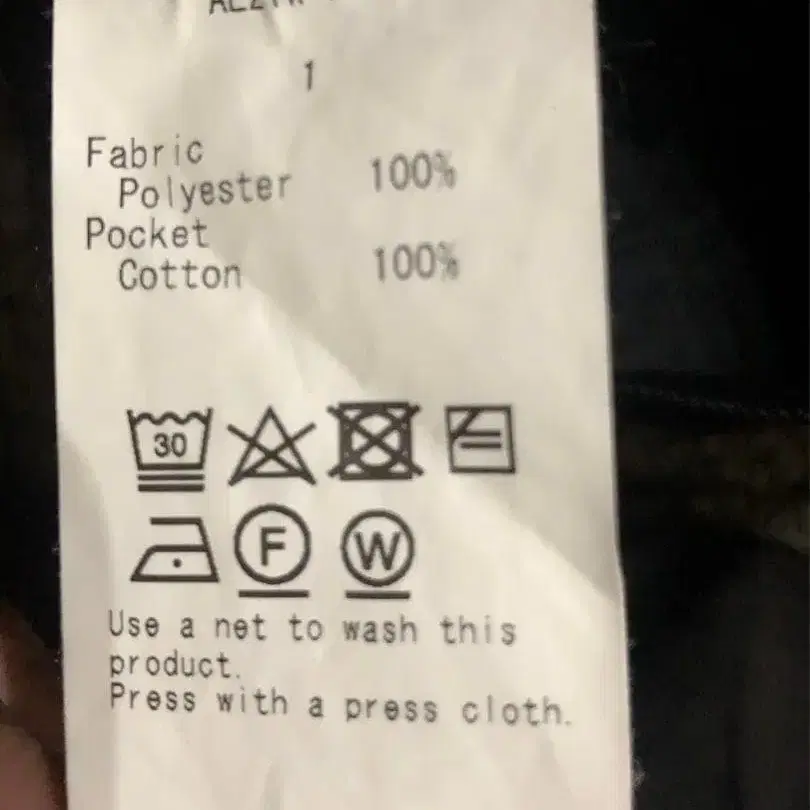 1
Fabric
Polyester 100%
Pocket
Cotton 100%
30
F W
Use a net to wash this
product.
Press with a press cloth.